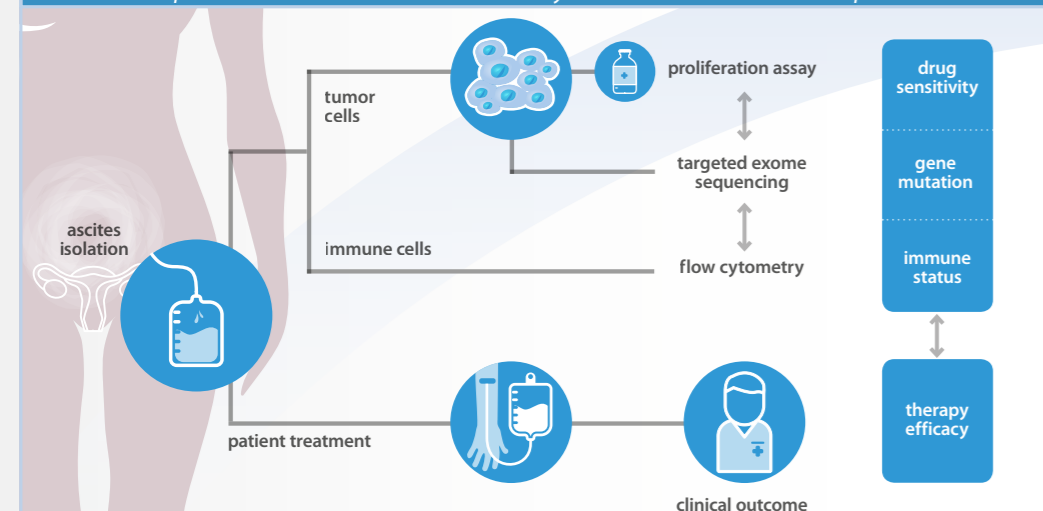 tumor
cells
proliferation assay
drug
sensitivity
targeted exome
sequencing
gene
mutation
ascites
isolation
immune cells
flow cytometry
immune
status
patient treatment
therapy
efficacy
clinical outcome